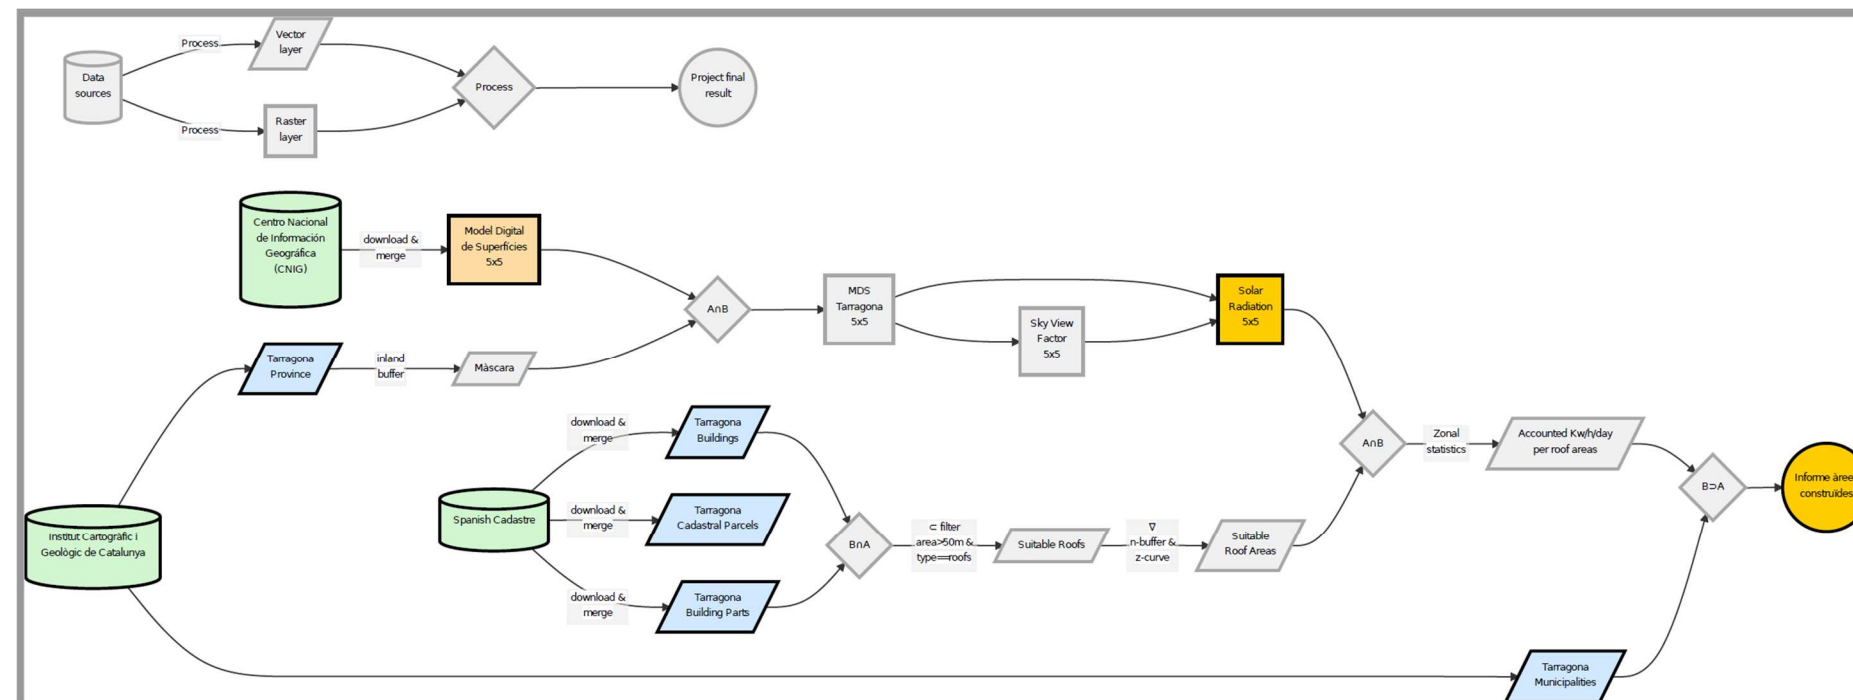 Data
sources
Process
Process
Vector
layer
Raster
layer
Process
Project final
result
Centro Nacional
de Información
Geográfica
(CNIG)
download &
merge
Model Digital
de Superfícies
5x5
Tarragona
Province
inland
buffer
Màscara
A∩B
MDS
Tarragona
5x5
Sky View
Factor
5x5
Solar
Radiation
5x5
Institut Cartogràfic i
Geològic de Catalunya
Spanish Cadastre
download &
merge
download &
merge
download &
merge
Tarragona
Buildings
Tarragona
Cadastral Parcels
Tarragona
Building Parts
B∩A
⊂ filter
area>50m &
type==roofs
Suitable Roofs
∇
n-buffer &
z-curve
Suitable
Roof Areas
A∩B
Zonal
statistics
Accounted Kw/h/day
per roof areas
B⊃A
Tarragona
Municipalities
Informe àree
construïdes